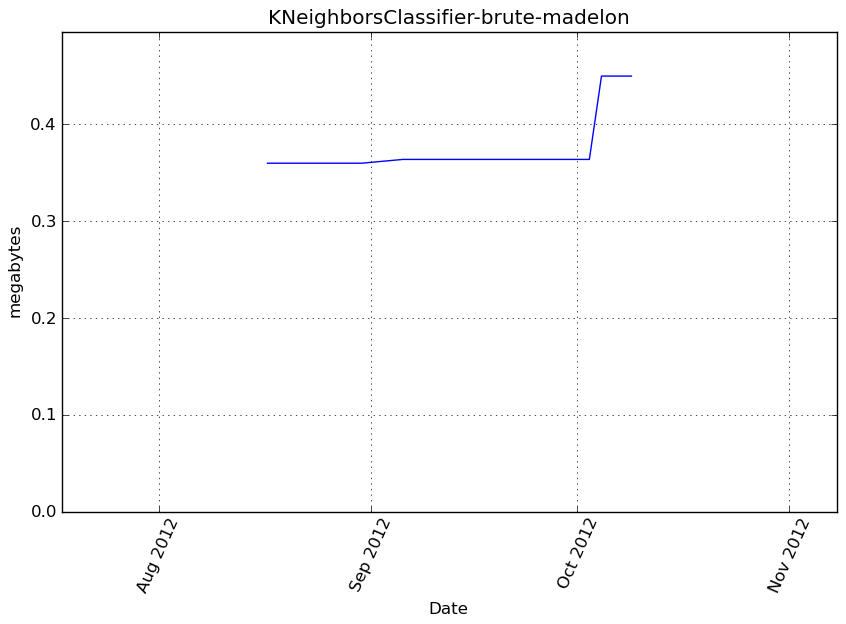 KNeighborsClassifier-brute-madelon
megabytes
0.4
0.3
0.2
0.1
0.0
Aug 2012
Sep 2012
Oct 2012
Nov 2012
Date